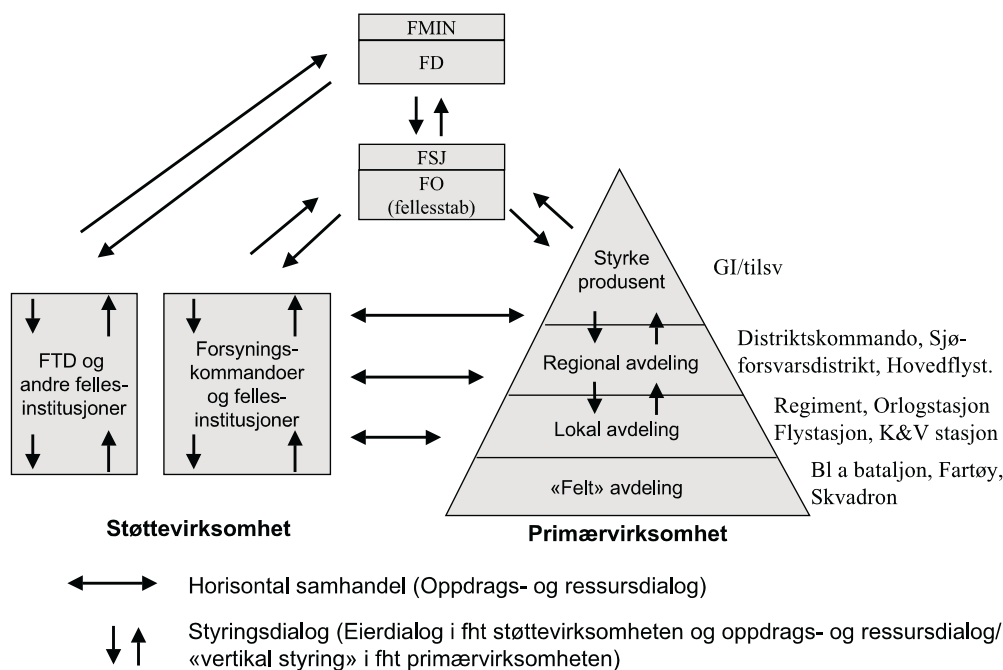 FMIN
FD
FSJ
FO
(fellesstab)
Styrke
produsent
GI/tilsv
FTD og
andre felles-
institusjoner
Forsynings-
kommandoer
og felles-
institusjoner
Regional avdeling
Distriktskommando, Sjø-
forsvarsdistrikt, Hovedflyst.
Lokal avdeling
Regiment, Orlogstasjon
Flystasjon, K&V stasjon
«Felt» avdeling
Bl a bataljon, Fartøy,
Skvadron
Støttevirksomhet
Primærvirksomhet
Horisontal samhandel (Oppdrags- og ressursdialog)
Styringsdialog (Eierdialog i fht støttevirksomheten og oppdrags- og ressursdialog/
«vertikal styring» i fht primærvirksomheten)